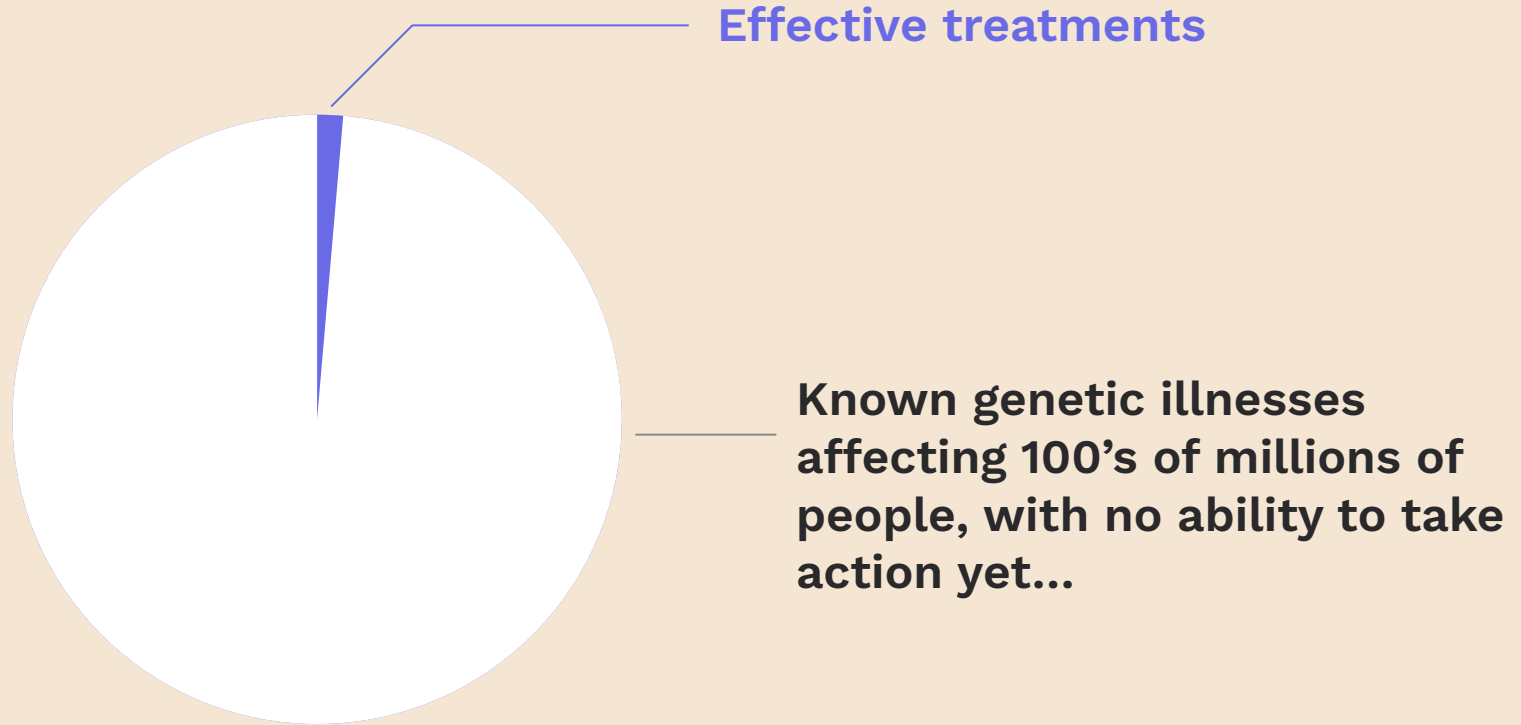 Effective treatments
Known genetic illnesses
affecting 100’s of millions of
people, with no ability to take
action yet...